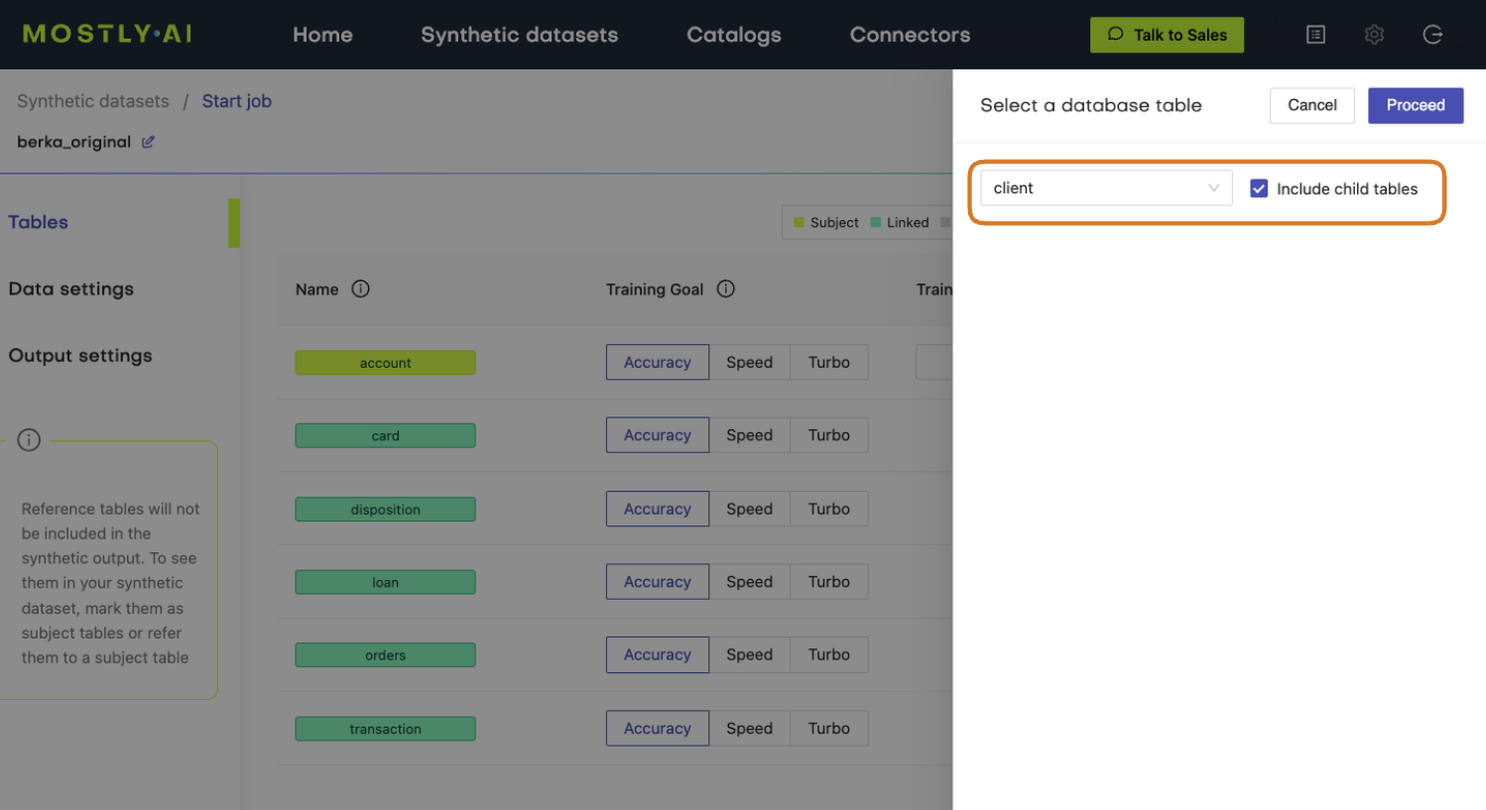 MOSTLY·AI Home Synthetic datasets Catalogs Connectors Talk to Sales
Synthetic datasets / Start job
berka_original
Tables
Data settings
Output settings
Reference tables will not
be included in the
synthetic output. To see
them in your synthetic
dataset, mark them as
subject tables or refer
them to a subject table
Subject Linked
Name Training Goal Train
account Accuracy Speed Turbo
card Accuracy Speed Turbo
disposition Accuracy Speed Turbo
loan Accuracy Speed Turbo
orders Accuracy Speed Turbo
transaction Accuracy Speed Turbo
Select a database table Cancel Proceed
client Include child tables